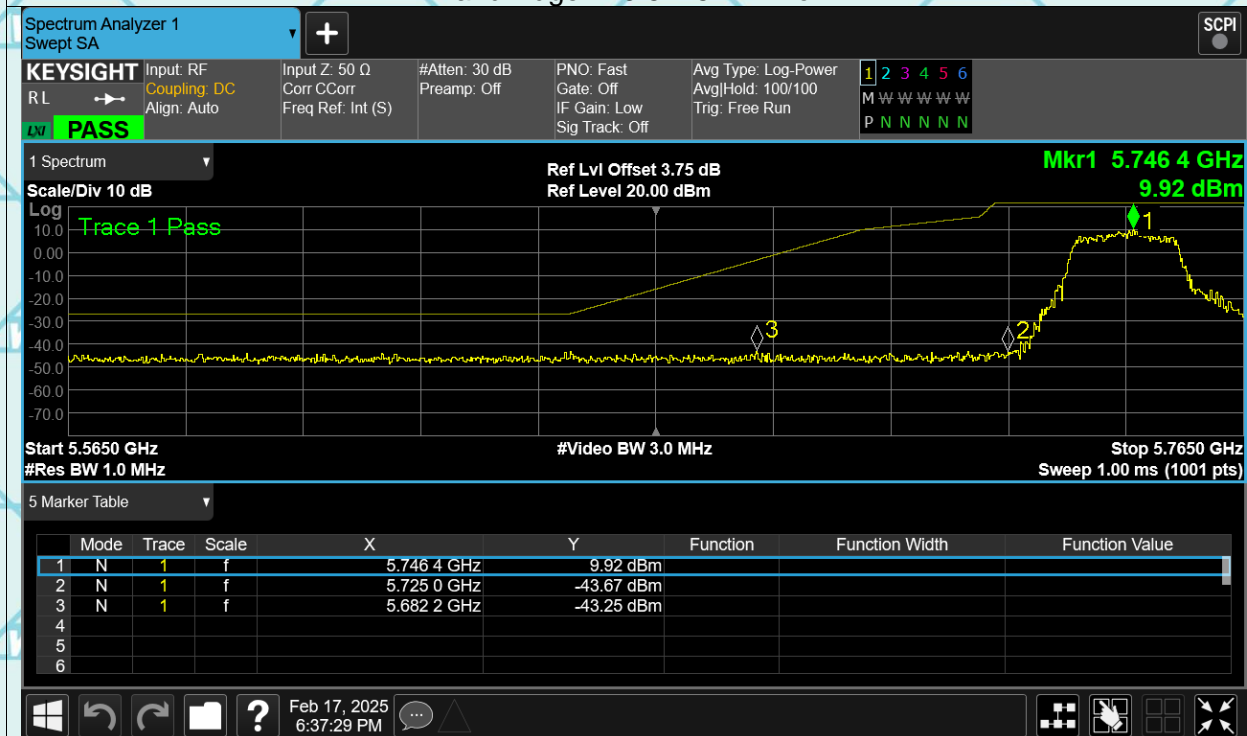 Spectrum Analyzer 1
Swept SA
+
SCPI
KEYSIGHT
RL
LXI PASS
Input: RF
Coupling: DC
Align: Auto
Input Z: 50 Ω
Corr CCorr
Freq Ref: Int (S)
#Atten: 30 dB
Preamp: Off
PNO: Fast
Gate: Off
IF Gain: Low
Sig Track: Off
Avg Type: Log-Power
Avg|Hold: 100/100
Trig: Free Run
1 2 3 4 5 6
M W W W W W W
P N N N N N N
1 Spectrum
Scale/Div 10 dB
Ref Lvl Offset 3.75 dB
Ref Level 20.00 dBm
Mkr1 5.746 4 GHz
9.92 dBm
Log
Trace 1 Pass
10.0
0.00
-10.0
-20.0
-30.0
-40.0
-50.0
-60.0
-70.0
1
2
3
Start 5.5650 GHz
#Res BW 1.0 MHz
#Video BW 3.0 MHz
Stop 5.7650 GHz
Sweep 1.00 ms (1001 pts)
5 Marker Table
Mode Trace Scale X Y Function Function Width Function Value
1 N 1 f 5.746 4 GHz 9.92 dBm
2 N 1 f 5.725 0 GHz -43.67 dBm
3 N 1 f 5.682 2 GHz -43.25 dBm
4
5
6
?
Feb 17, 2025
6:37:29 PM